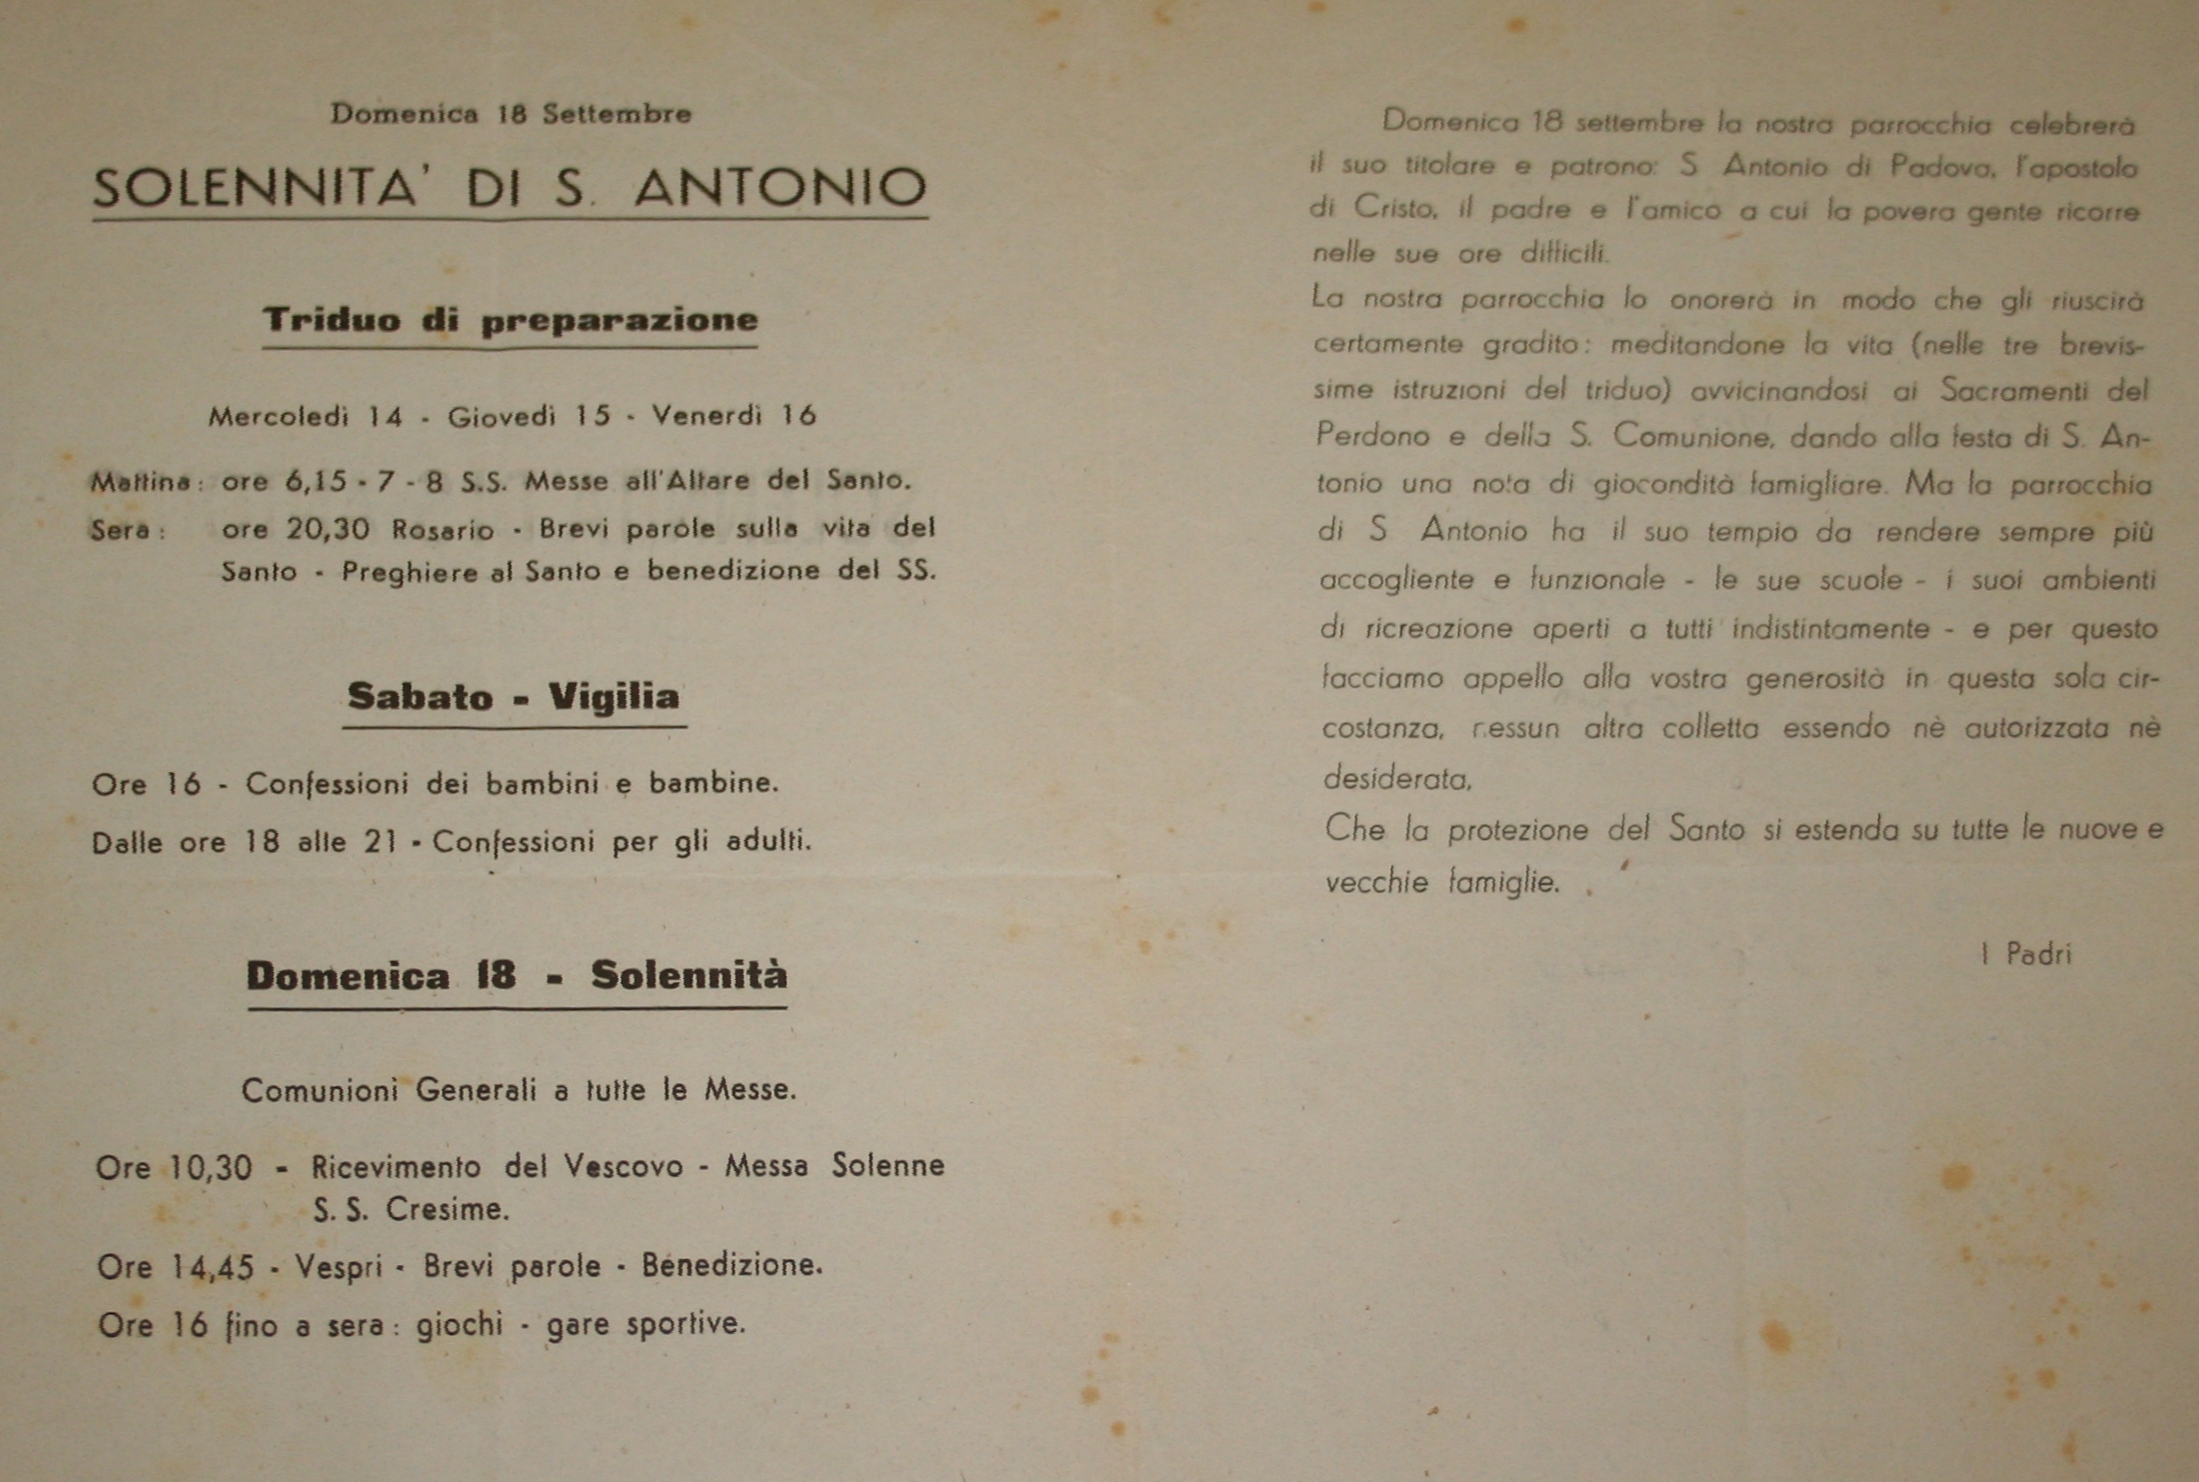 Domenica 18 Settembre
SOLENNITA' DI S. ANTONIO
Triduo di preparazione
Mercoledì 14 - Giovedì 15 - Venerdì 16
Mattina: ore 6,15 - 7 - 8 S.S. Messe all'Altare del Santo.
Sera: ore 20,30 Rosario - Brevi parole sulla vita del
Santo - Preghiere al Santo e benedizione del SS.
Sabato - Vigilia
Ore 16 - Confessioni dei bambini e bambine.
Dalle ore 18 alle 21 - Confessioni per gli adulti.
Domenica 18 - Solennità
Comunioni Generali a tutte le Messe.
Ore 10,30 - Ricevimento del Vescovo - Messa Solenne
S. S. Cresime.
Ore 14,45 - Vespri - Brevi parole - Benedizione.
Ore 16 fino a sera: giochi - gare sportive.
Domenica 18 settembre la nostra parrocchia celebrerà
il suo titolare e patrono: S Antonio di Padova, l'apostolo
di Cristo, il padre e l'amico a cui la povera gente ricorre
nelle sue ore difficili.
La nostra parrocchia lo onorerà in modo che gli riuscirà
certamente gradito: meditandone la vita (nelle tre brevis-
sime istruzioni del triduo) avvicinandosi ai Sacramenti del
Perdono e della S. Comunione, dando alla festa di S. An-
tonio una nota di giocondità famigliare. Ma la parrocchia
di S Antonio ha il suo tempio da rendere sempre più
accogliente e funzionale - le sue scuole - i suoi ambienti
di ricreazione aperti a tutti indistintamente - e per questo
facciamo appello alla vostra generosità in questa sola cir-
costanza, nessun altra colletta essendo nè autorizzata nè
desiderata,
Che la protezione del Santo si estenda su tutte le nuove e
vecchie famiglie.
I Padri